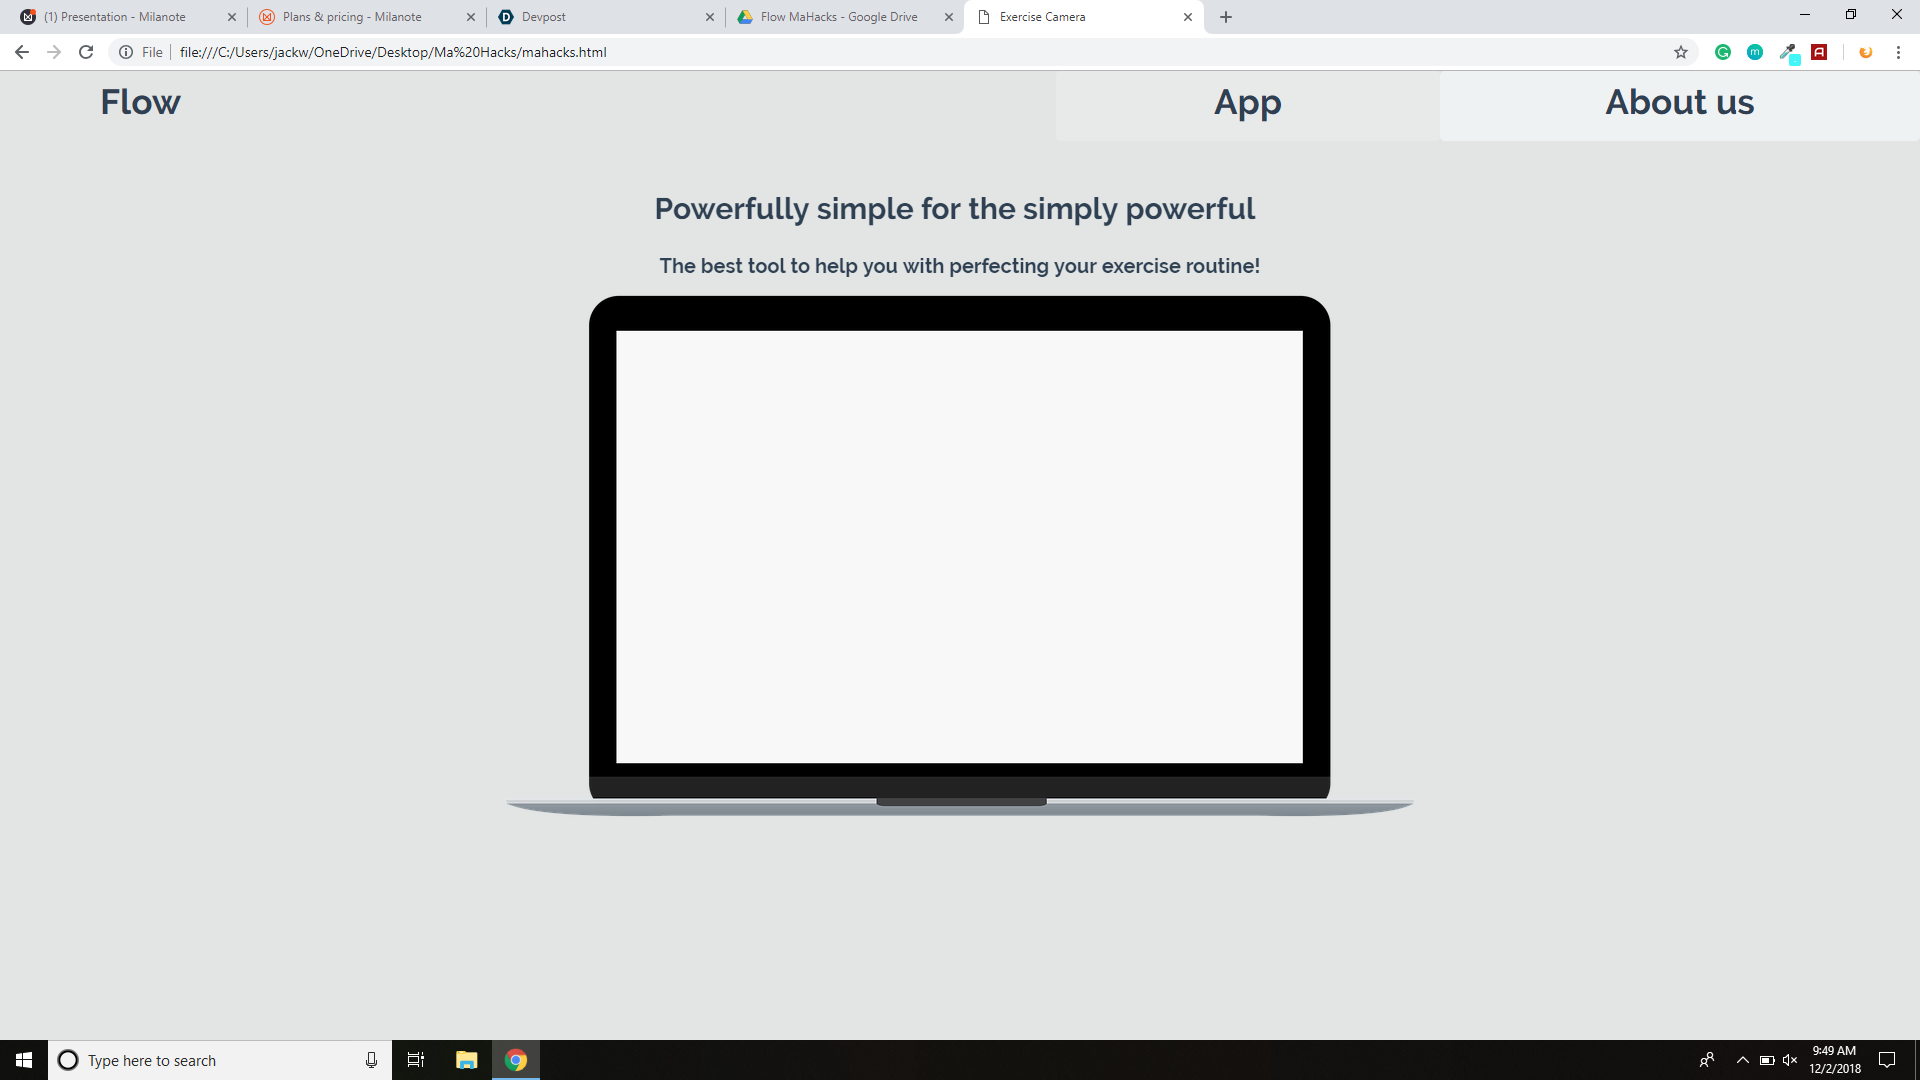 (1) Presentation - Milanote
Plans & pricing - Milanote
Devpost
Flow MaHacks - Google Drive
Exercise Camera
File
file:///C:/Users/jackw/OneDrive/Desktop/Ma%20Hacks/mahacks.html
Flow
App
About us
Powerfully simple for the simply powerful
The best tool to help you with perfecting your exercise routine!
Type here to search
9:49 AM
12/2/2018